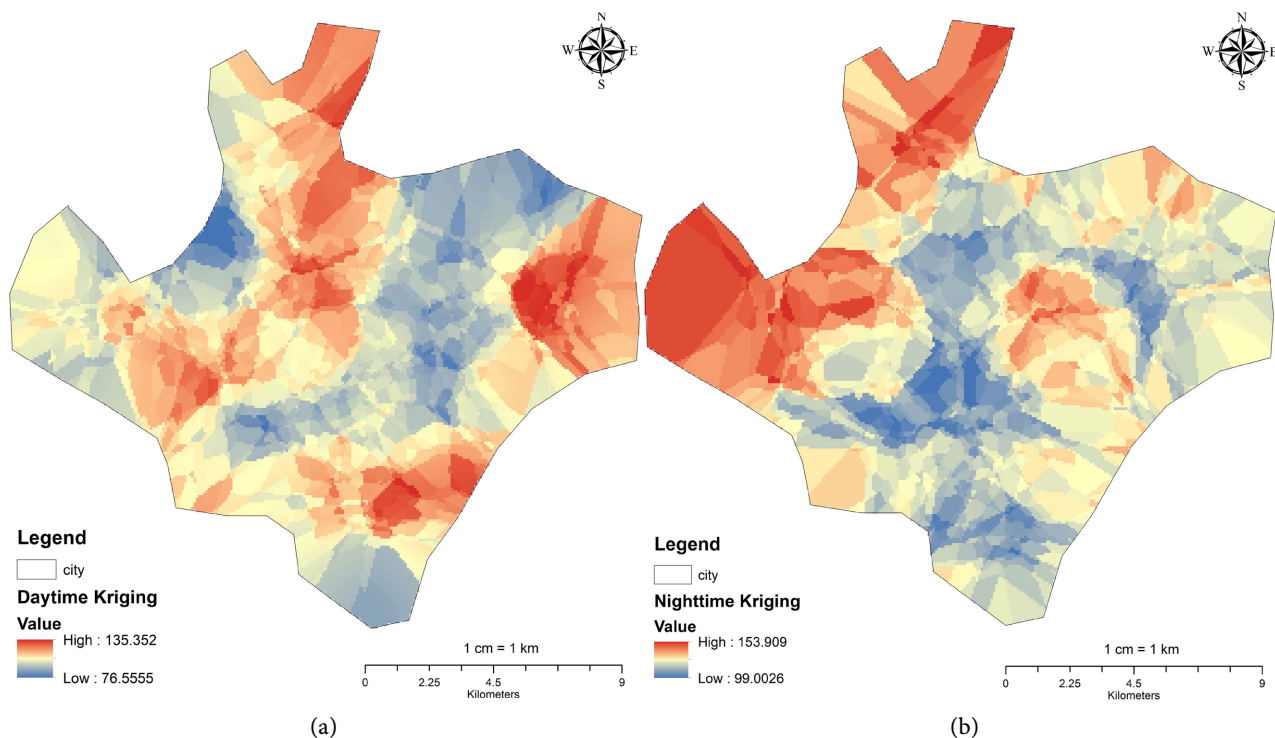 N
W E
S
Legend
city
Daytime Kriging
Value
High : 135.352
Low : 76.5555
1 cm = 1 km
0 2.25 4.5 9
Kilometers
(a)
N
W E
S
Legend
city
Nighttime Kriging
Value
High : 153.909
Low : 99.0026
1 cm = 1 km
0 2.25 4.5 9
Kilometers
(b)